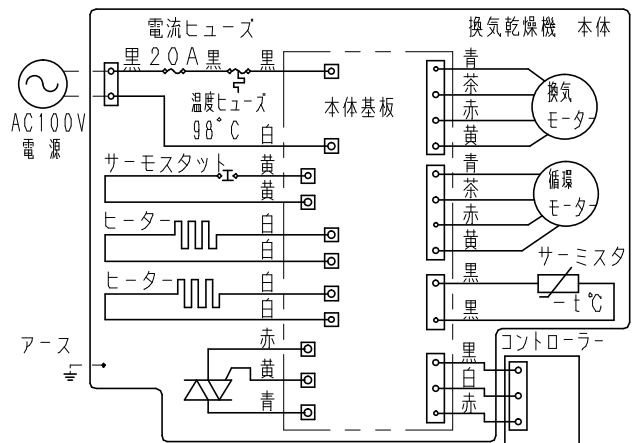 電流ヒューズ
換気乾燥機 本体
黒 20A 黒 黒
温度ヒューズ
98°C
AC100V
電源
白
本体基板
サーモスタット
黄
黄
ヒーター
白
白
ヒーター
白
白
アース
赤
黄
青
青
茶
赤
黄
換気
モーター
青
茶
赤
黄
循環
モーター
サーミスタ
黒
−t°C
黒
コントローラー
黒
白
赤